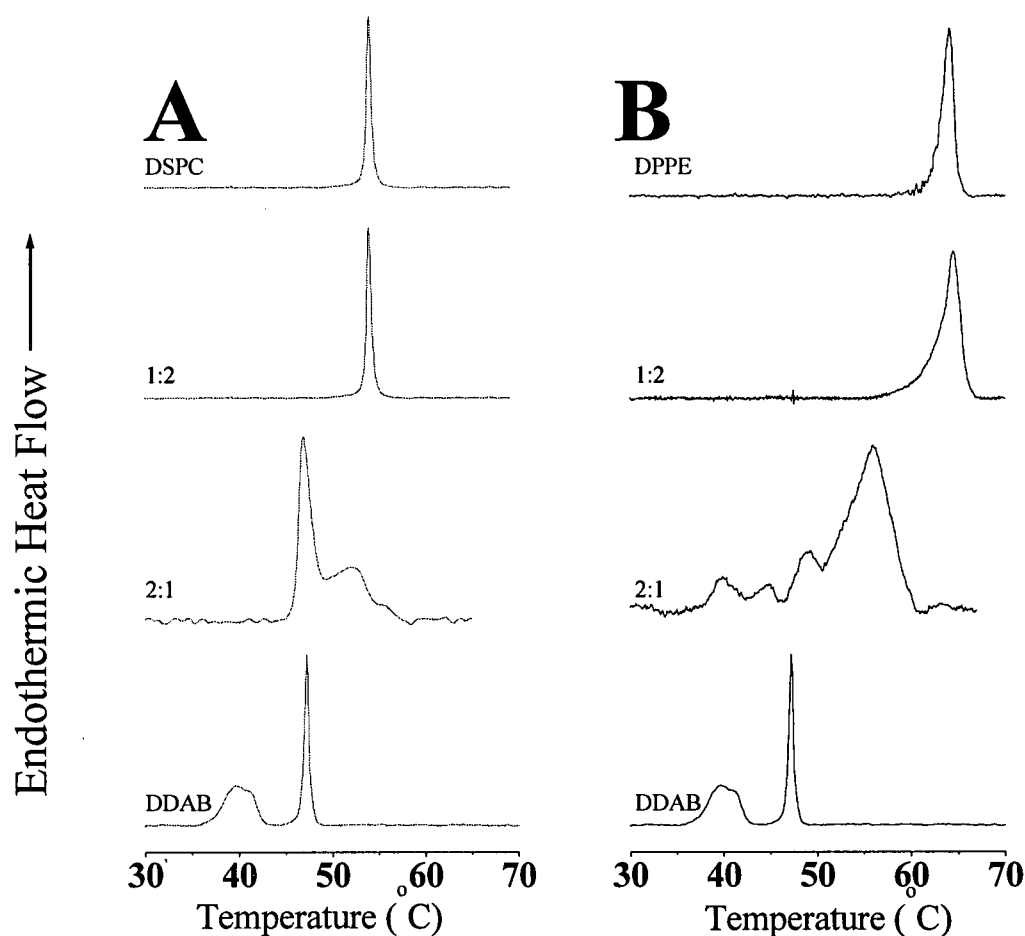 A
DSPC
1:2
2:1
DDAB
30 40 50 60 70
Temperature (°C)
B
DPPE
1:2
2:1
DDAB
30 40 50 60 70
Temperature (°C)
Endothermic Heat Flow